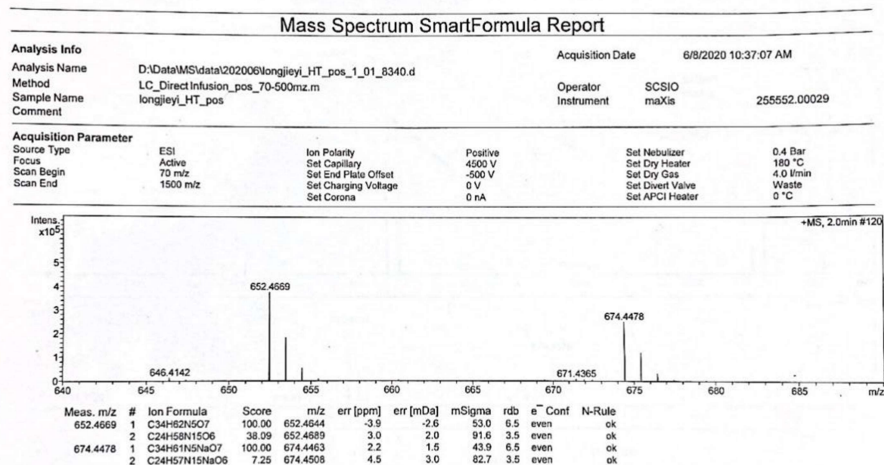 Mass Spectrum SmartFormula Report
Analysis Info
Acquisition Date 6/8/2020 10:37:07 AM
Analysis Name D:\Data\MS\data\202006\longjieyi_HT_pos_1_01_8340.d
Method LC_Direct Infusion_pos_70-500mz.m Operator SCSIO
Sample Name longjieyi_HT_pos Instrument maXis 255552.00029
Comment
Acquisition Parameter
Source Type ESI Ion Polarity Positive Set Nebulizer 0.4 Bar
Focus Active Set Capillary 4500 V Set Dry Heater 180 °C
Scan Begin 70 m/z Set End Plate Offset -500 V Set Dry Gas 4.0 l/min
Scan End 1500 m/z Set Charging Voltage 0 V Set Divert Valve Waste
Set Corona 0 nA Set APCI Heater 0 °C
Intens. +MS, 2.0min #120
x10⁵
5
4
652.4669
3
674.4478
2
1
646.4142 671.4365
0
640 645 650 655 660 665 670 675 680 685 m/z
Meas. m/z # Ion Formula Score m/z err [ppm] err [mDa] mSigma rdb e⁻ Conf N-Rule
652.4669 1 C34H62N5O7 100.00 652.4644 -3.9 -2.6 53.0 6.5 even ok
2 C24H58N15O6 38.09 652.4689 3.0 2.0 91.6 3.5 even ok
674.4478 1 C34H61N5NaO7 100.00 674.4463 2.2 1.5 43.9 6.5 even ok
2 C24H57N15NaO6 7.25 674.4508 4.5 3.0 82.7 3.5 even ok